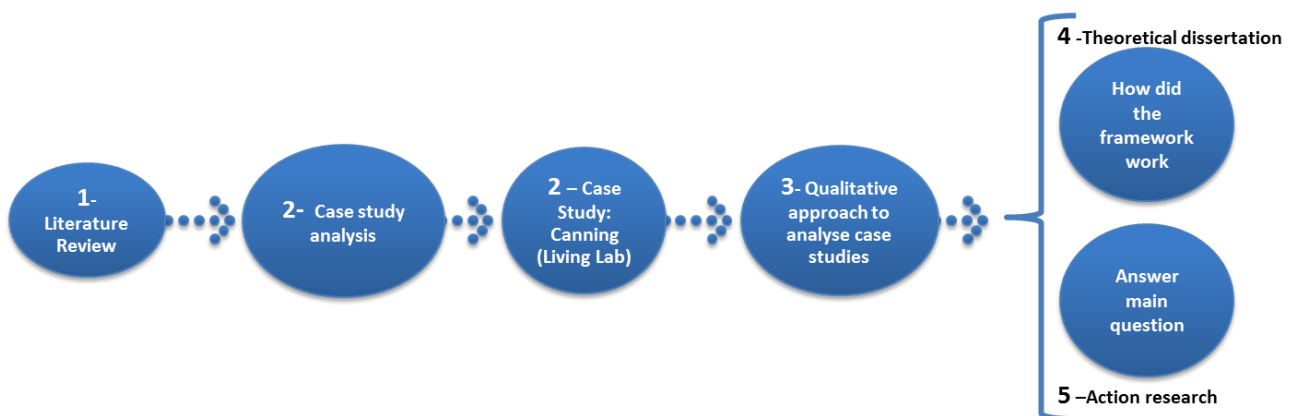 1-
Literature
Review
2- Case study
analysis
2 – Case
Study:
Canning
(Living Lab)
3- Qualitative
approach to
analyse case
studies
4 -Theoretical dissertation
How did
the
framework
work
Answer
main
question
5 –Action research